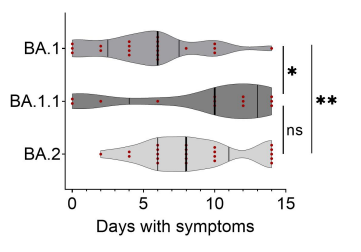 BA.1
*
BA.1.1
**
ns
BA.2
0 5 10 15
Days with symptoms